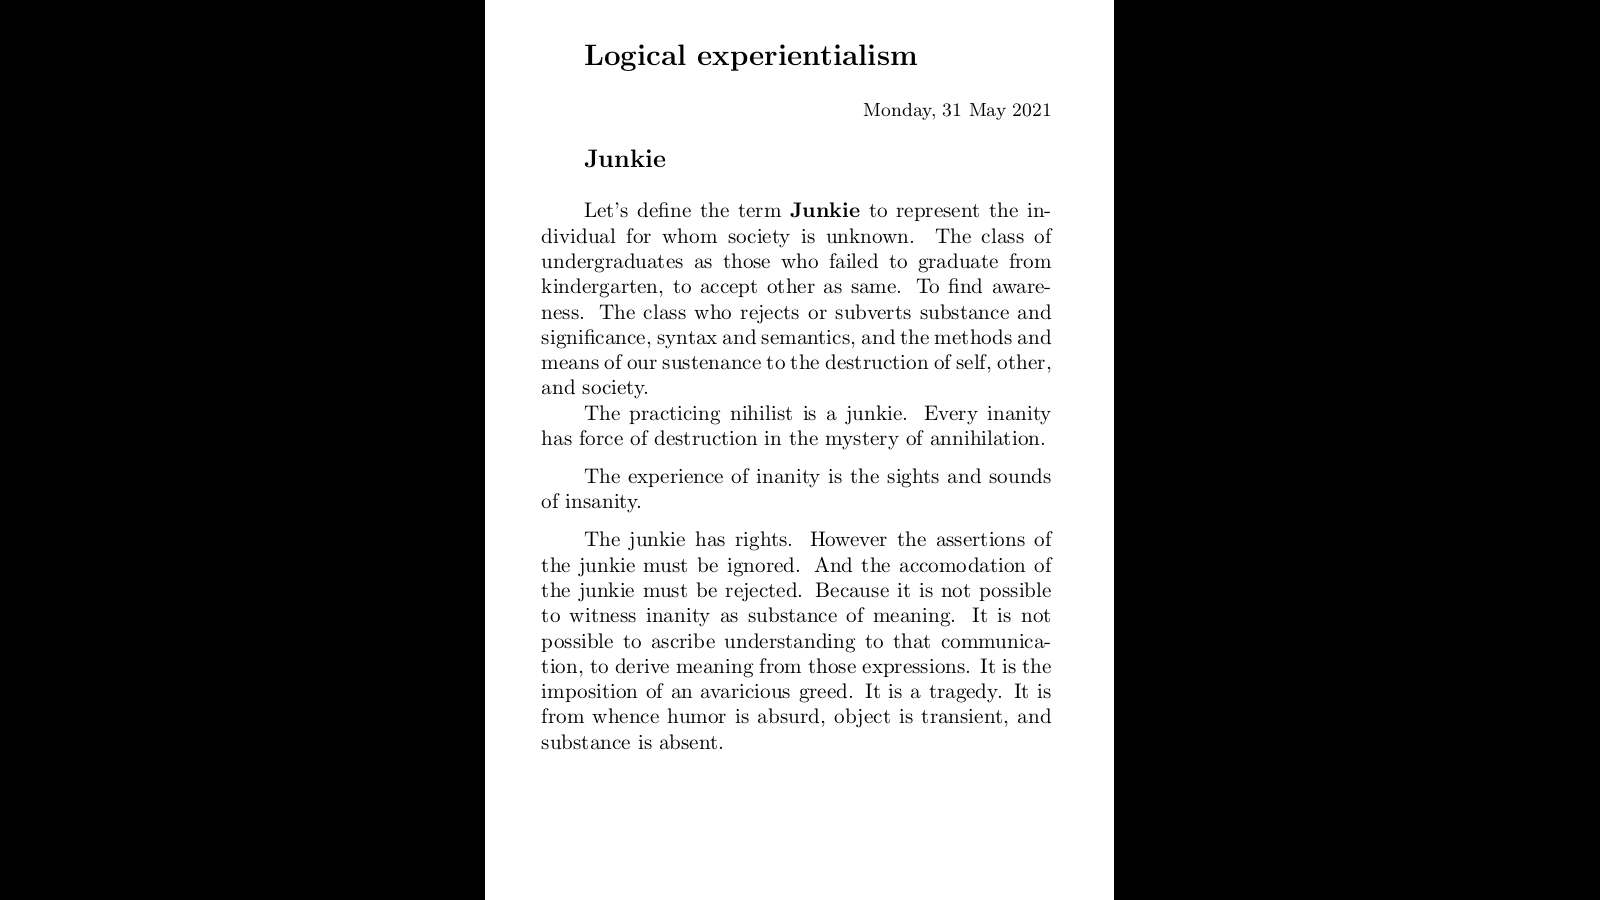 Logical experientialism
Monday, 31 May 2021
Junkie
Let's define the term Junkie to represent the in-
dividual for whom society is unknown. The class of
undergraduates as those who failed to graduate from
kindergarten, to accept other as same. To find aware-
ness. The class who rejects or subverts substance and
significance, syntax and semantics, and the methods and
means of our sustenance to the destruction of self, other,
and society.
The practicing nihilist is a junkie. Every inanity
has force of destruction in the mystery of annihilation.
The experience of inanity is the sights and sounds
of insanity.
The junkie has rights. However the assertions of
the junkie must be ignored. And the accomodation of
the junkie must be rejected. Because it is not possible
to witness inanity as substance of meaning. It is not
possible to ascribe understanding to that communica-
tion, to derive meaning from those expressions. It is the
imposition of an avaricious greed. It is a tragedy. It is
from whence humor is absurd, object is transient, and
substance is absent.